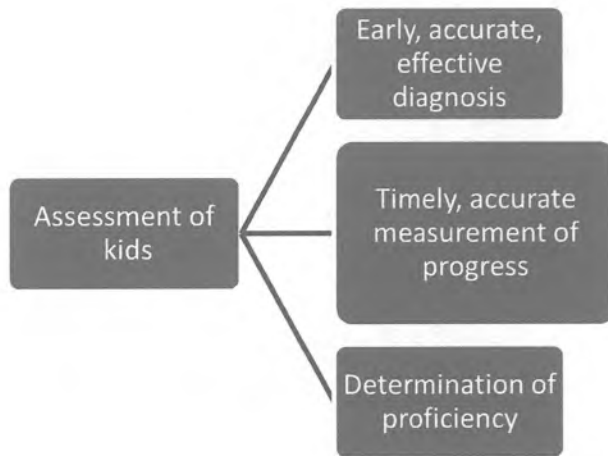 Early, accurate,
effective
diagnosis
Assessment of
kids
Timely, accurate
measurement of
progress
Determination of
proficiency